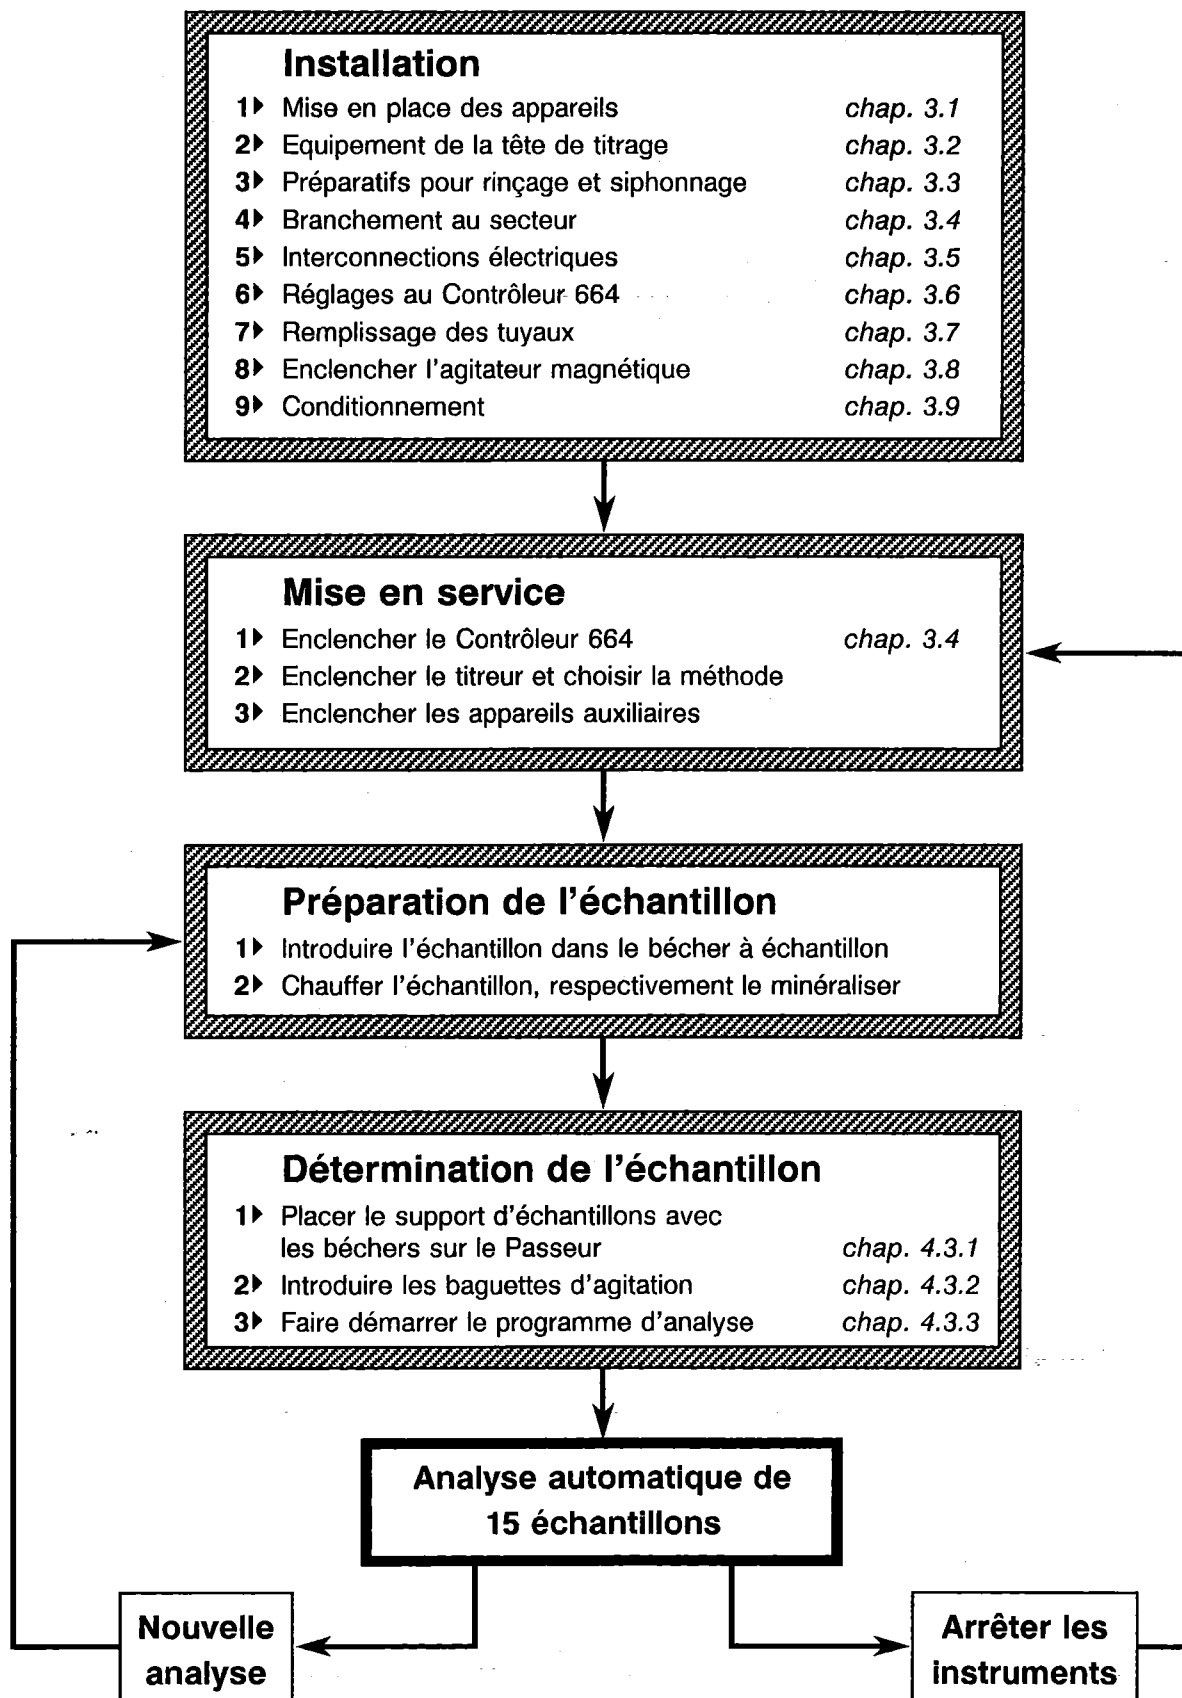 Installation
1 Mise en place des appareils chap. 3.1
2 Equipement de la tête de titrage chap. 3.2
3 Préparatifs pour rinçage et siphonnage chap. 3.3
4 Branchement au secteur chap. 3.4
5 Interconnections électriques chap. 3.5
6 Réglages au Contrôleur 664 chap. 3.6
7 Remplissage des tuyaux chap. 3.7
8 Enclencher l'agitateur magnétique chap. 3.8
9 Conditionnement chap. 3.9
Mise en service
1 Enclencher le Contrôleur 664 chap. 3.4
2 Enclencher le titreur et choisir la méthode
3 Enclencher les appareils auxiliaires
Préparation de l'échantillon
1 Introduire l'échantillon dans le bécher à échantillon
2 Chauffer l'échantillon, respectivement le minéraliser
Détermination de l'échantillon
1 Placer le support d'échantillons avec
les béchers sur le Passeur chap. 4.3.1
2 Introduire les baguettes d'agitation chap. 4.3.2
3 Faire démarrer le programme d'analyse chap. 4.3.3
Analyse automatique de
15 échantillons
Nouvelle
analyse
Arrêter les
instruments